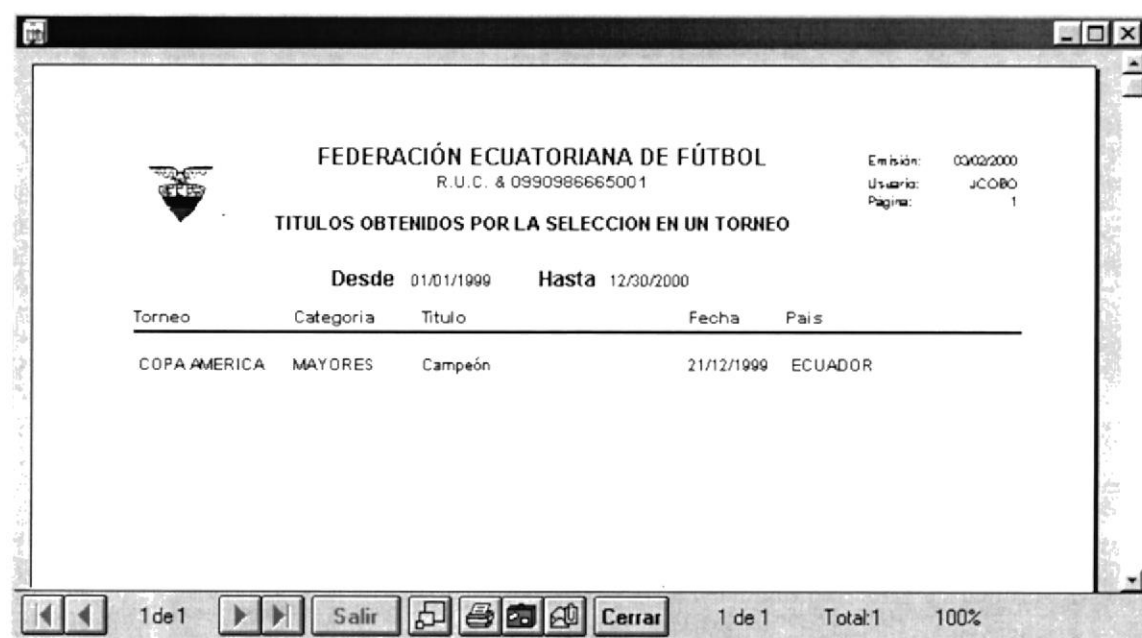 FEDERACIÓN ECUATORIANA DE FÚTBOL
R.U.C. & 0990986665001
Emisión: 03/02/2000
Usuario: JCOBO
Pagina: 1
TITULOS OBTENIDOS POR LA SELECCION EN UN TORNEO
Desde 01/01/1999 Hasta 12/30/2000
Torneo Categoria Titulo Fecha Pais
COPA AMERICA MAYORES Campeón 21/12/1999 ECUADOR
1 de 1 Salir Cerrar 1 de 1 Total:1 100%